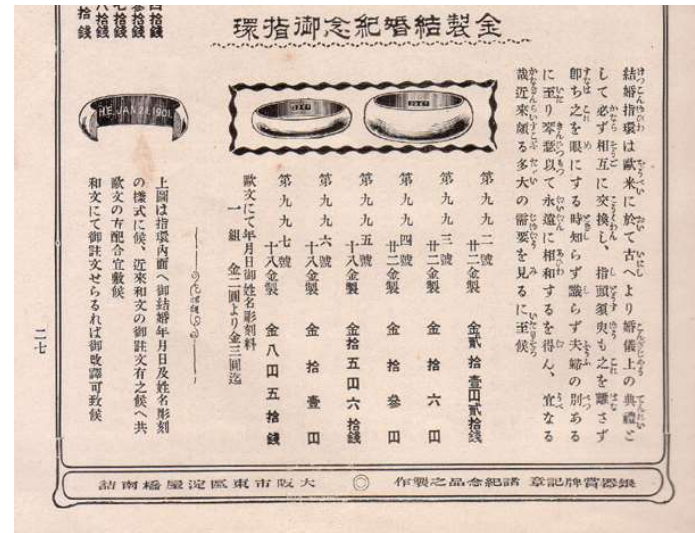 金製結婚紀念御指環
結婚指環は歐米に於て古へより婚儀上の典禮と
して必ず相互に交換し、指頭須臾も之を離さず
卽ち之を眼にする時知らず識らず夫婦の別ある
に至り琴瑟以て永遠に相和するを得ん、宜なる
哉近來頗る多大の需要を見るに至候
第九九二號 廿二金製 金貳拾壹圓貳拾錢
第九九三號 廿二金製 金拾六圓
第九九四號 廿二金製 金拾參圓
第九九五號 十八金製 金拾五圓六拾錢
第九九六號 十八金製 金拾壹圓
第九九七號 十八金製 金八圓五拾錢
歐文にて年月日御姓名彫刻料
一組 金二圓より金三圓迄
H.E. JAN. 28. 1901.
上圖は指環內面へ御結婚年月日及姓名彫刻
の樣式に候、近來和文の御註文有之候へ共
歐文の方配合宜敷候
和文にて御註文せらるれば御改譯可致候
拾錢
參拾錢
七拾錢
八拾錢
拾錢
二七
銀器賞牌記章 諸紀念品之製作 ◎ 大阪市東區淀屋橋南詰